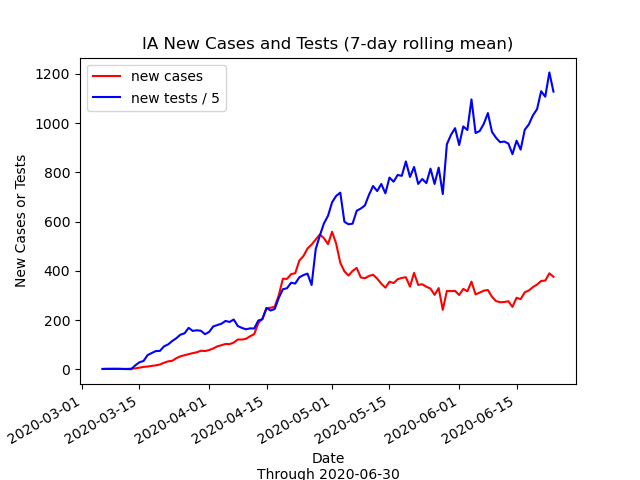 IA New Cases and Tests (7-day rolling mean)
new cases
new tests / 5
1200
1000
800
600
400
200
0
New Cases or Tests
2020-03-01
2020-03-15
2020-04-01
2020-04-15
2020-05-01
2020-05-15
2020-06-01
2020-06-15
Date
Through 2020-06-30